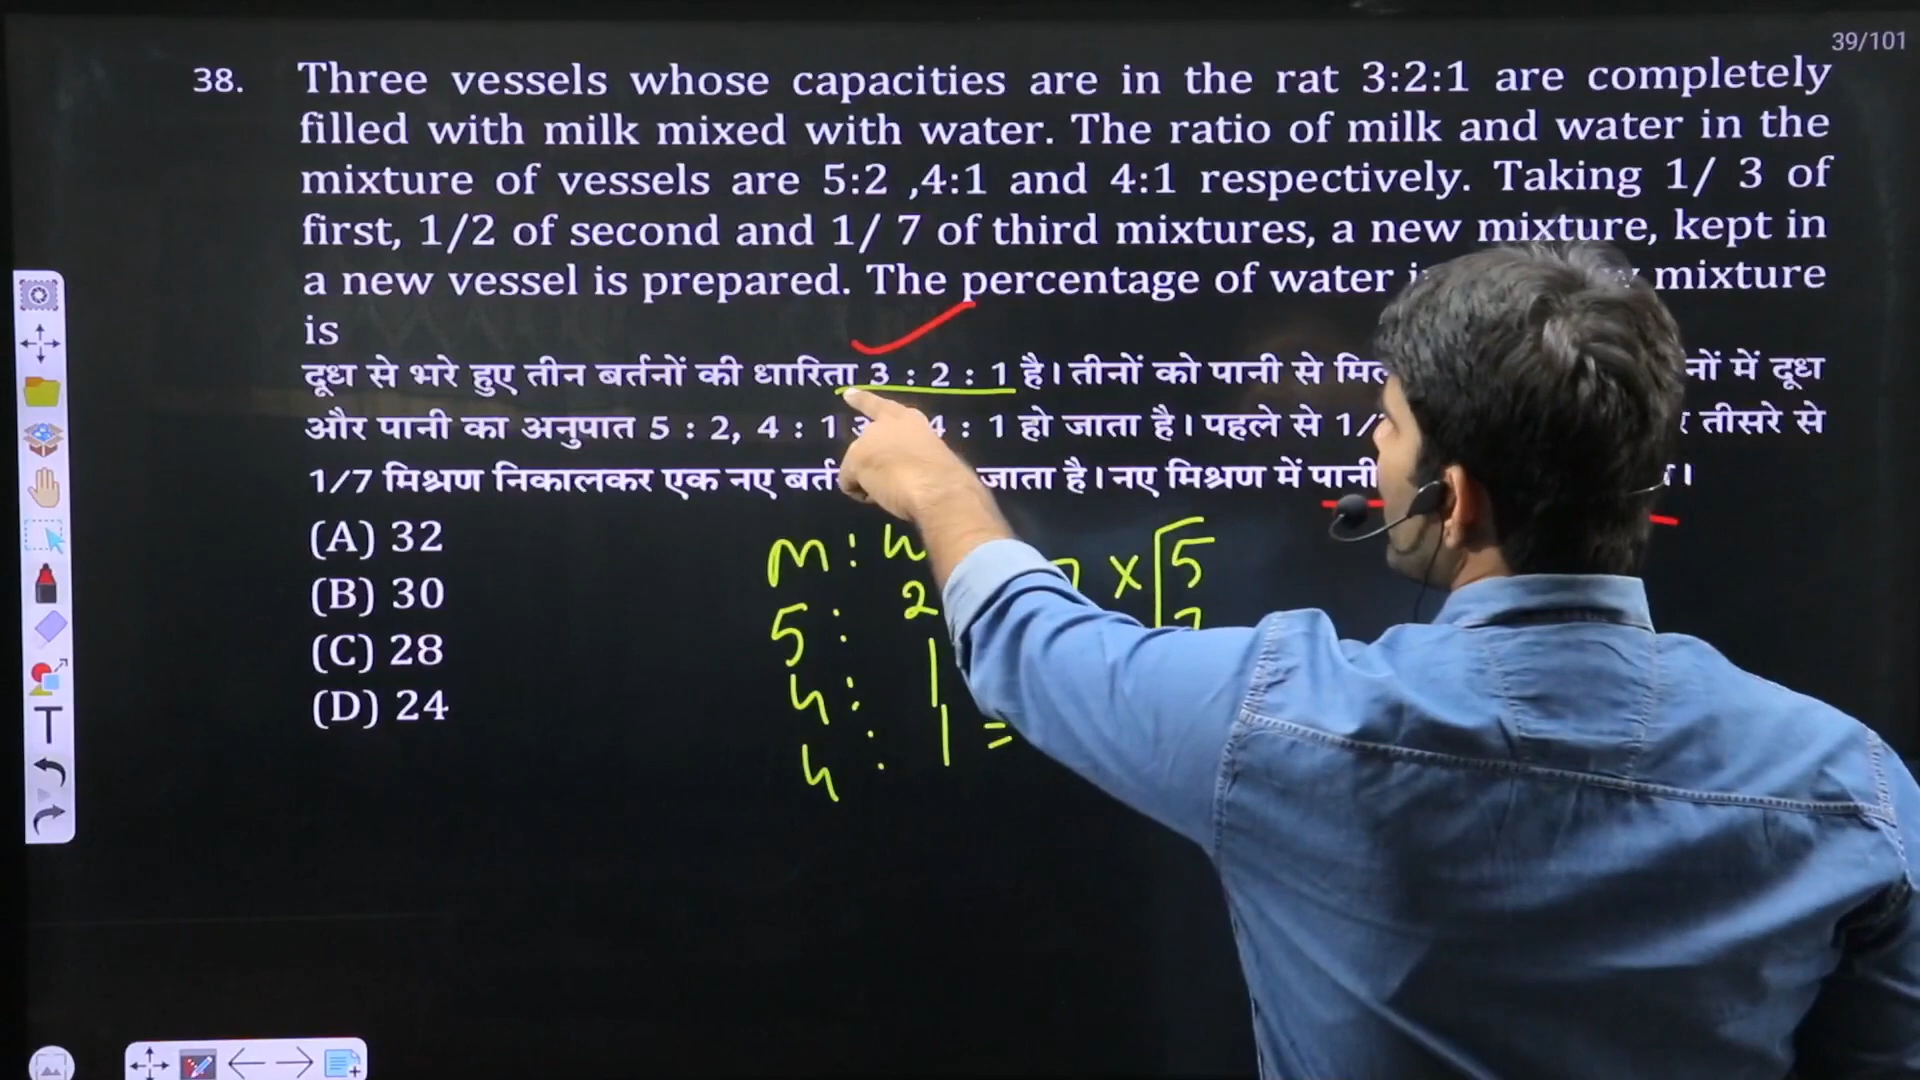 39/101
38. Three vessels whose capacities are in the rat 3:2:1 are completely
filled with milk mixed with water. The ratio of milk and water in the
mixture of vessels are 5:2 ,4:1 and 4:1 respectively. Taking 1/ 3 of
first, 1/2 of second and 1/ 7 of third mixtures, a new mixture, kept in
a new vessel is prepared. The percentage of water mixture
is
दूध से भरे हुए तीन बर्तनों की धारिता 3 : 2 : 1 है। तीनों को पानी से में दूध
और पानी का अनुपात 5 : 2, 4 : 1 4 : 1 हो जाता है। पहले से तीसरे से
1/7 मिश्रण निकालकर एक नए जाता है। नए मिश्रण में पानी
(A) 32
(B) 30
(C) 28
(D) 24
m : w
5 : 2 × 5
4 : 1
4 : 1 =
T